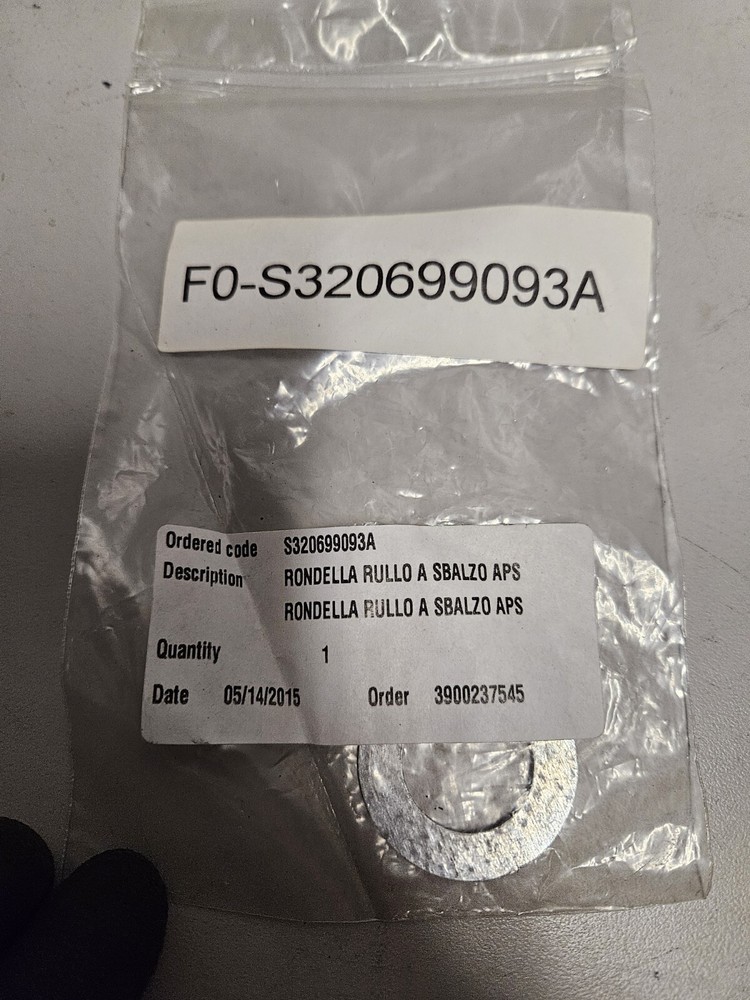 F0-S320699093A
Ordered code S320699093A
Description RONDELLA RULLO A SBALZO APS
RONDELLA RULLO A SBALZO APS
Quantity 1
Date 05/14/2015 Order 3900237545